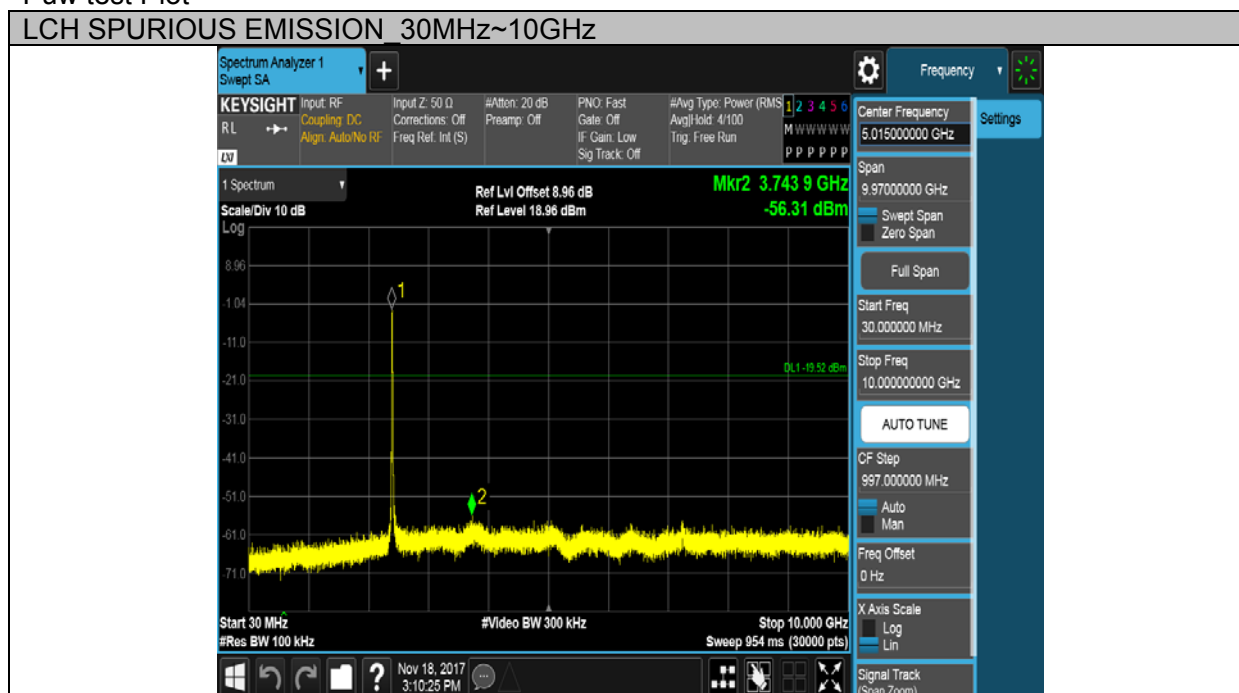 LCH SPURIOUS EMISSION_30MHz~10GHz
Spectrum Analyzer 1
Swept SA
+
Frequency
KEYSIGHT
RL
LXI
Input: RF
Coupling: DC
Align: Auto/No RF
Input Z: 50 Ω
Corrections: Off
Freq Ref: Int (S)
#Atten: 20 dB
Preamp: Off
PNO: Fast
Gate: Off
IF Gain: Low
Sig Track: Off
#Avg Type: Power (RMS
Avg|Hold: 4/100
Trig: Free Run
1 2 3 4 5 6
M W W W W W
P P P P P P
Center Frequency
5.015000000 GHz
Settings
1 Spectrum
Scale/Div 10 dB
Log
Ref Lvl Offset 8.96 dB
Ref Level 18.96 dBm
Mkr2 3.743 9 GHz
-56.31 dBm
Span
9.97000000 GHz
Swept Span
Zero Span
Full Span
Start Freq
30.000000 MHz
Stop Freq
10.000000000 GHz
AUTO TUNE
CF Step
997.000000 MHz
Auto
Man
Freq Offset
0 Hz
X Axis Scale
Log
Lin
Signal Track
(Span Zoom)
8.96
-1.04
-11.0
-21.0
-31.0
-41.0
-51.0
-61.0
-71.0
1
DL1 -19.52 dBm
2
Start 30 MHz
#Res BW 100 kHz
#Video BW 300 kHz
Stop 10.000 GHz
Sweep 954 ms (30000 pts)
?
Nov 18, 2017
3:10:25 PM